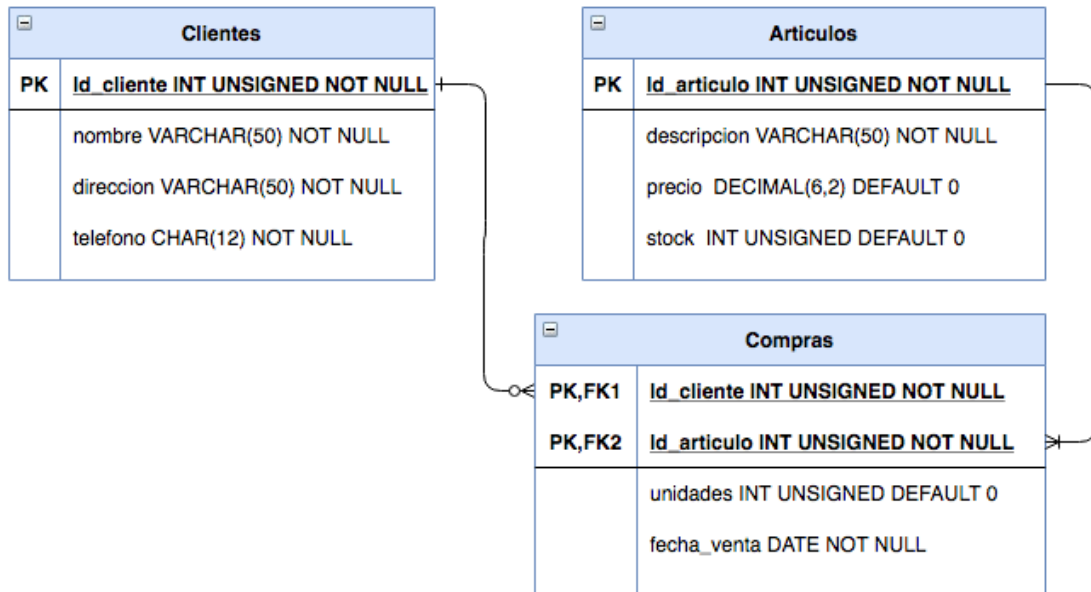 Clientes
PK Id_cliente INT UNSIGNED NOT NULL
nombre VARCHAR(50) NOT NULL
direccion VARCHAR(50) NOT NULL
telefono CHAR(12) NOT NULL
Articulos
PK Id_articulo INT UNSIGNED NOT NULL
descripcion VARCHAR(50) NOT NULL
precio DECIMAL(6,2) DEFAULT 0
stock INT UNSIGNED DEFAULT 0
Compras
PK,FK1 Id_cliente INT UNSIGNED NOT NULL
PK,FK2 Id_articulo INT UNSIGNED NOT NULL
unidades INT UNSIGNED DEFAULT 0
fecha_venta DATE NOT NULL